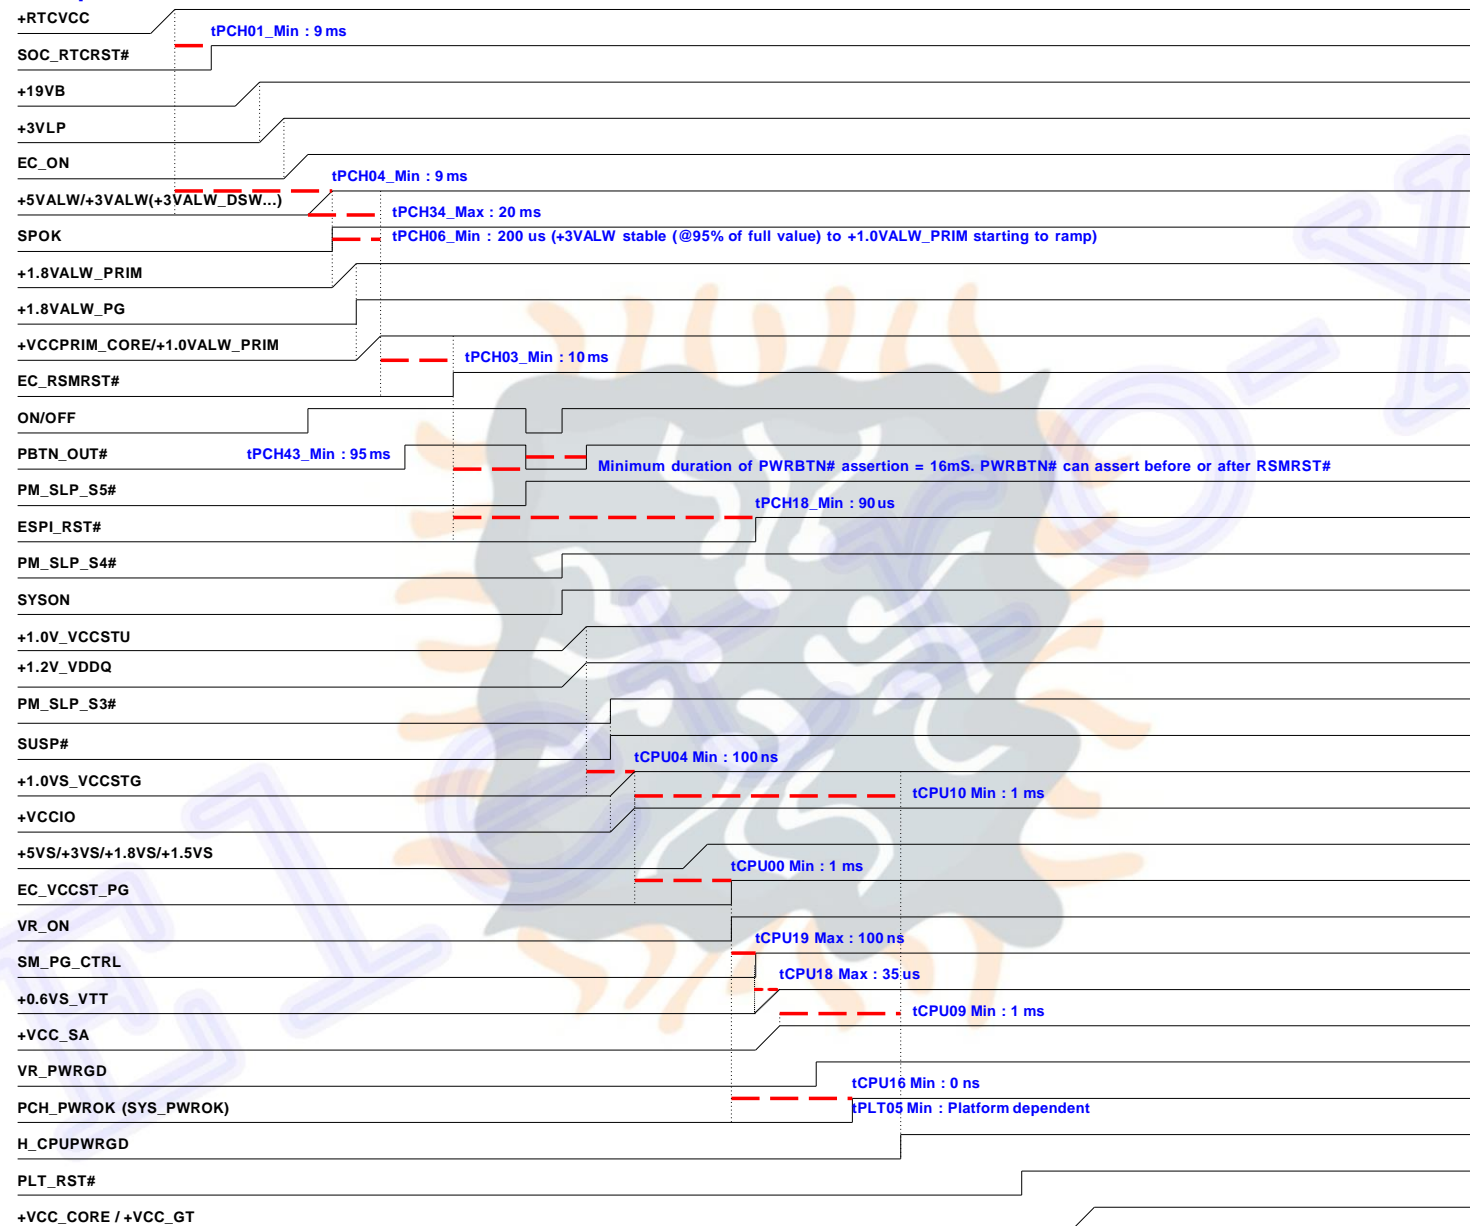 +RTCVCC
tPCH01_Min : 9 ms
SOC_RTCRST#
+19VB
+3VLP
EC_ON
tPCH04_Min : 9 ms
+5VALW/+3VALW(+3VALW_DSW...)
tPCH34_Max : 20 ms
SPOK
tPCH06_Min : 200 us (+3VALW stable (@95% of full value) to +1.0VALW_PRIM starting to ramp)
+1.8VALW_PRIM
+1.8VALW_PG
+VCCPRIM_CORE/+1.0VALW_PRIM
tPCH03_Min : 10 ms
EC_RSMRST#
ON/OFF
PBTN_OUT#
tPCH43_Min : 95 ms
Minimum duration of PWRBTN# assertion = 16mS. PWRBTN# can assert before or after RSMRST#
PM_SLP_S5#
tPCH18_Min : 90 us
ESPI_RST#
PM_SLP_S4#
SYSON
+1.0V_VCCSTU
+1.2V_VDDQ
PM_SLP_S3#
SUSP#
tCPU04 Min : 100 ns
+1.0VS_VCCSTG
tCPU10 Min : 1 ms
+VCCIO
+5VS/+3VS/+1.8VS/+1.5VS
tCPU00 Min : 1 ms
EC_VCCST_PG
VR_ON
tCPU19 Max : 100 ns
SM_PG_CTRL
tCPU18 Max : 35 us
+0.6VS_VTT
tCPU09 Min : 1 ms
+VCC_SA
VR_PWRGD
tCPU16 Min : 0 ns
PCH_PWROK (SYS_PWROK)
tPLT05 Min : Platform dependent
H_CPUPWRGD
PLT_RST#
+VCC_CORE / +VCC_GT